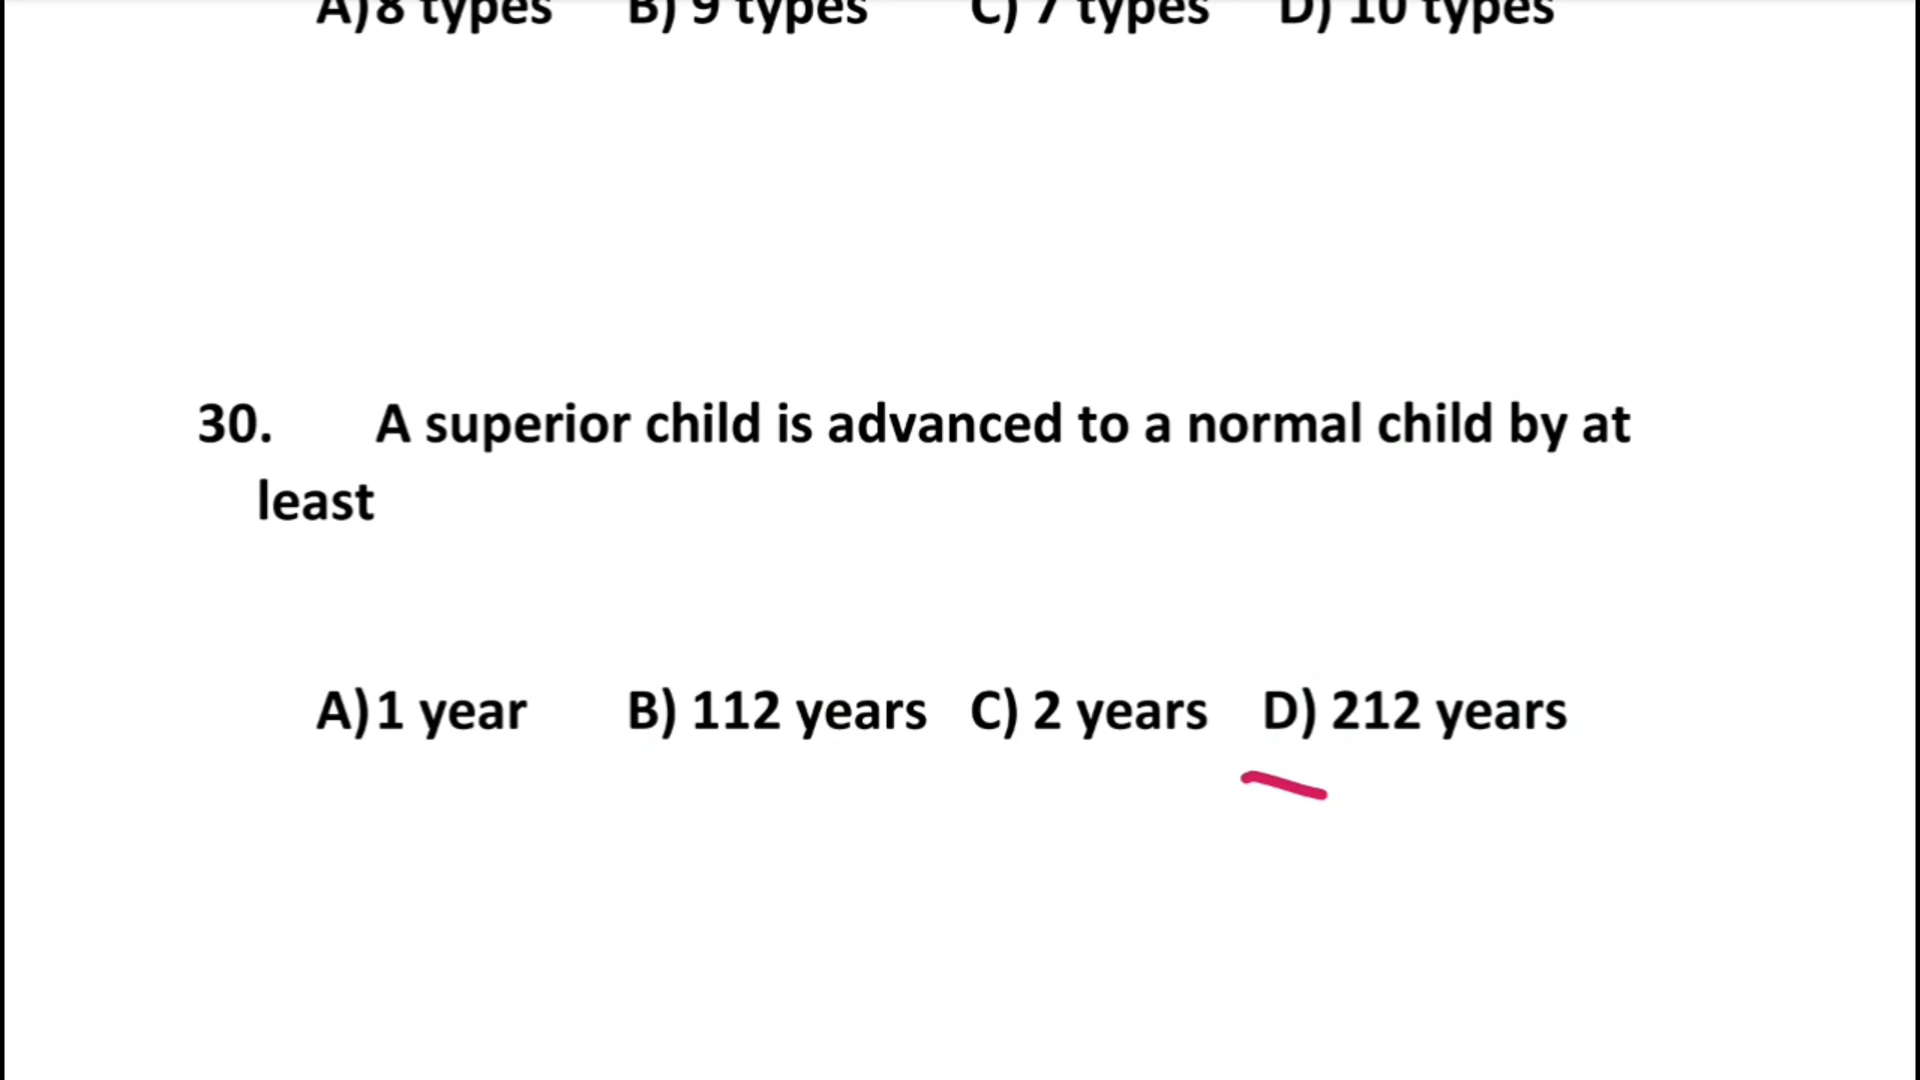 A) 8 types B) 9 types C) 7 types D) 10 types
30. A superior child is advanced to a normal child by at
least
A) 1 year B) 112 years C) 2 years D) 212 years